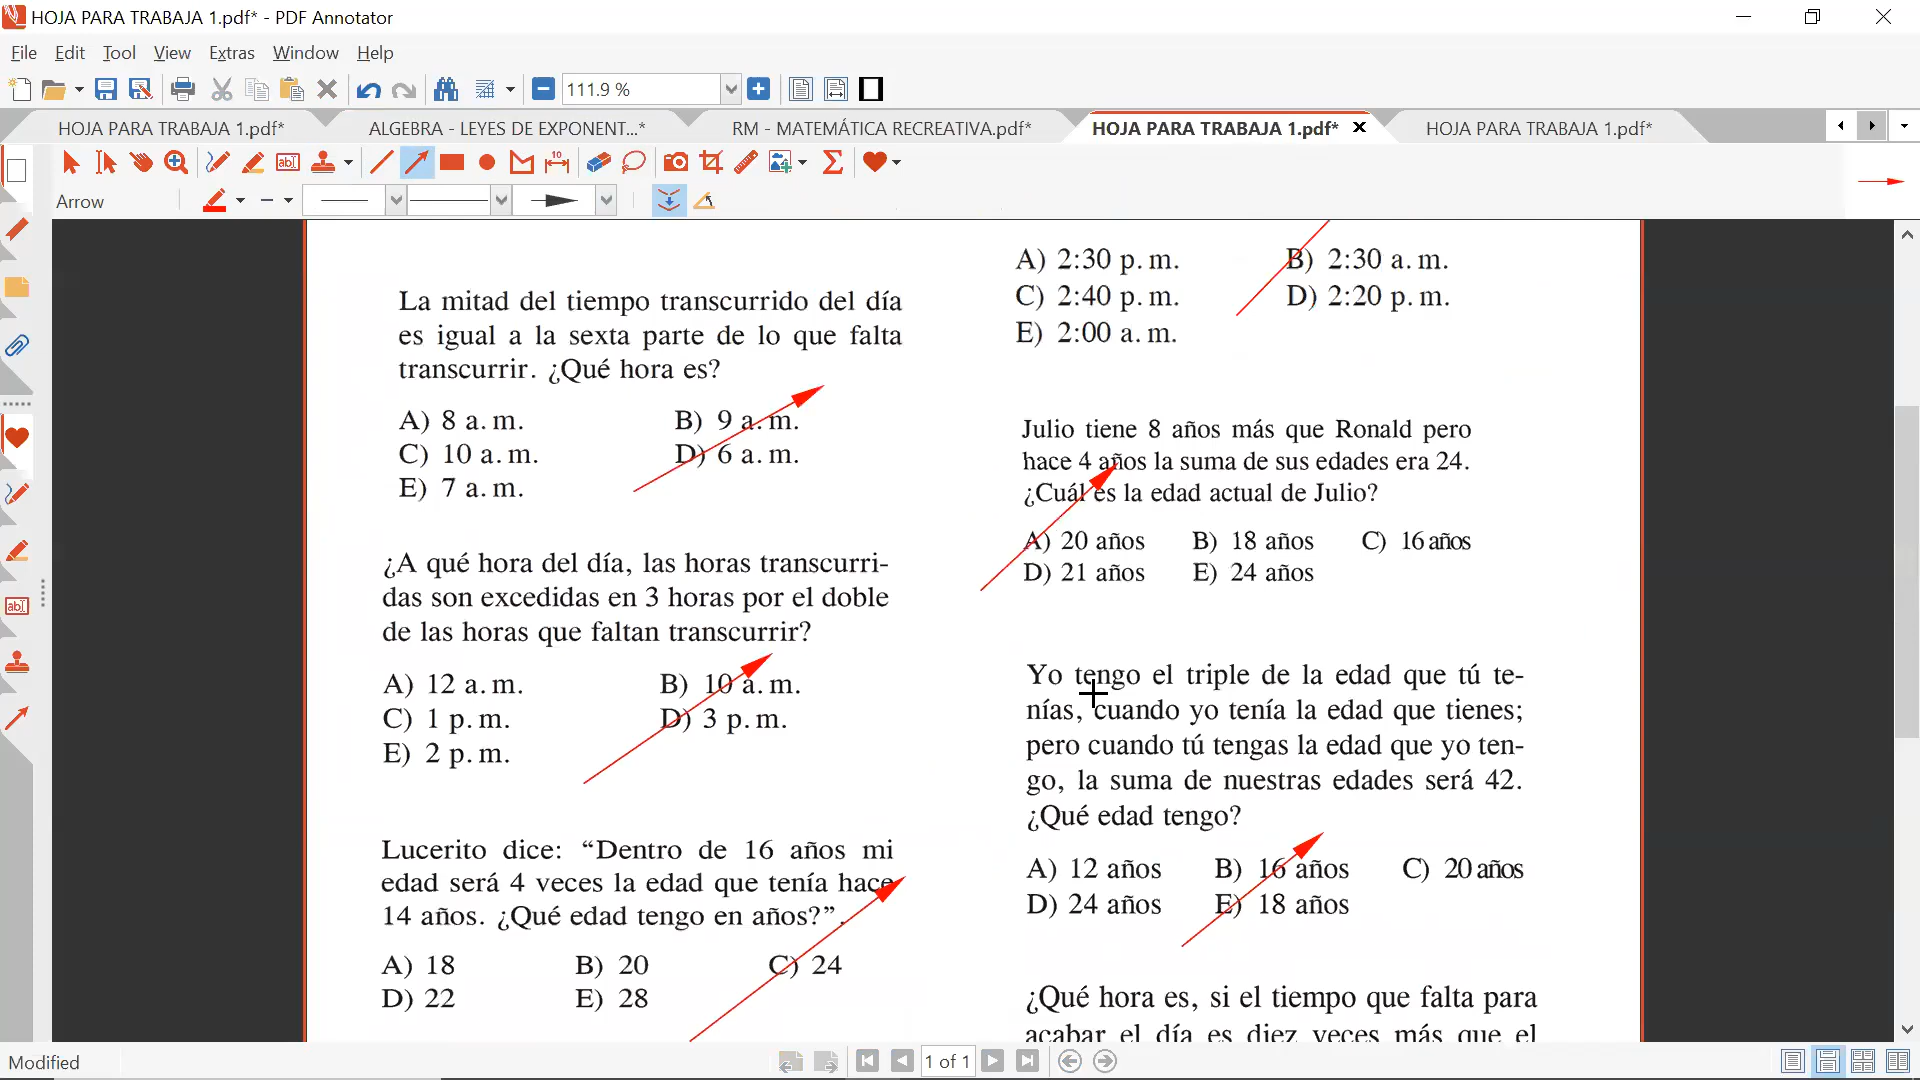 HOJA PARA TRABAJA 1.pdf* - PDF Annotator
File Edit Tool View Extras Window Help
111.9 %
HOJA PARA TRABAJA 1.pdf*
ALGEBRA - LEYES DE EXPONENT...*
RM - MATEMÁTICA RECREATIVA.pdf*
HOJA PARA TRABAJA 1.pdf*
HOJA PARA TRABAJA 1.pdf*
Arrow
La mitad del tiempo transcurrido del día
es igual a la sexta parte de lo que falta
transcurrir. ¿Qué hora es?
A) 8 a. m. B) 9 a. m.
C) 10 a. m. D) 6 a. m.
E) 7 a. m.
¿A qué hora del día, las horas transcurri-
das son excedidas en 3 horas por el doble
de las horas que faltan transcurrir?
A) 12 a. m. B) 10 a. m.
C) 1 p. m. D) 3 p. m.
E) 2 p. m.
Lucerito dice: “Dentro de 16 años mi
edad será 4 veces la edad que tenía hace
14 años. ¿Qué edad tengo en años?”.
A) 18 B) 20 C) 24
D) 22 E) 28
A) 2:30 p. m. B) 2:30 a. m.
C) 2:40 p. m. D) 2:20 p. m.
E) 2:00 a. m.
Julio tiene 8 años más que Ronald pero
hace 4 años la suma de sus edades era 24.
¿Cuál es la edad actual de Julio?
A) 20 años B) 18 años C) 16 años
D) 21 años E) 24 años
Yo tengo el triple de la edad que tú te-
nías, cuando yo tenía la edad que tienes;
pero cuando tú tengas la edad que yo ten-
go, la suma de nuestras edades será 42.
¿Qué edad tengo?
A) 12 años B) 16 años C) 20 años
D) 24 años E) 18 años
¿Qué hora es, si el tiempo que falta para
acabar el día es diez veces más que el
Modified
1 of 1